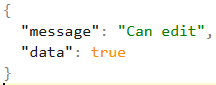 {
  "message": "Can edit",
  "data": true
}